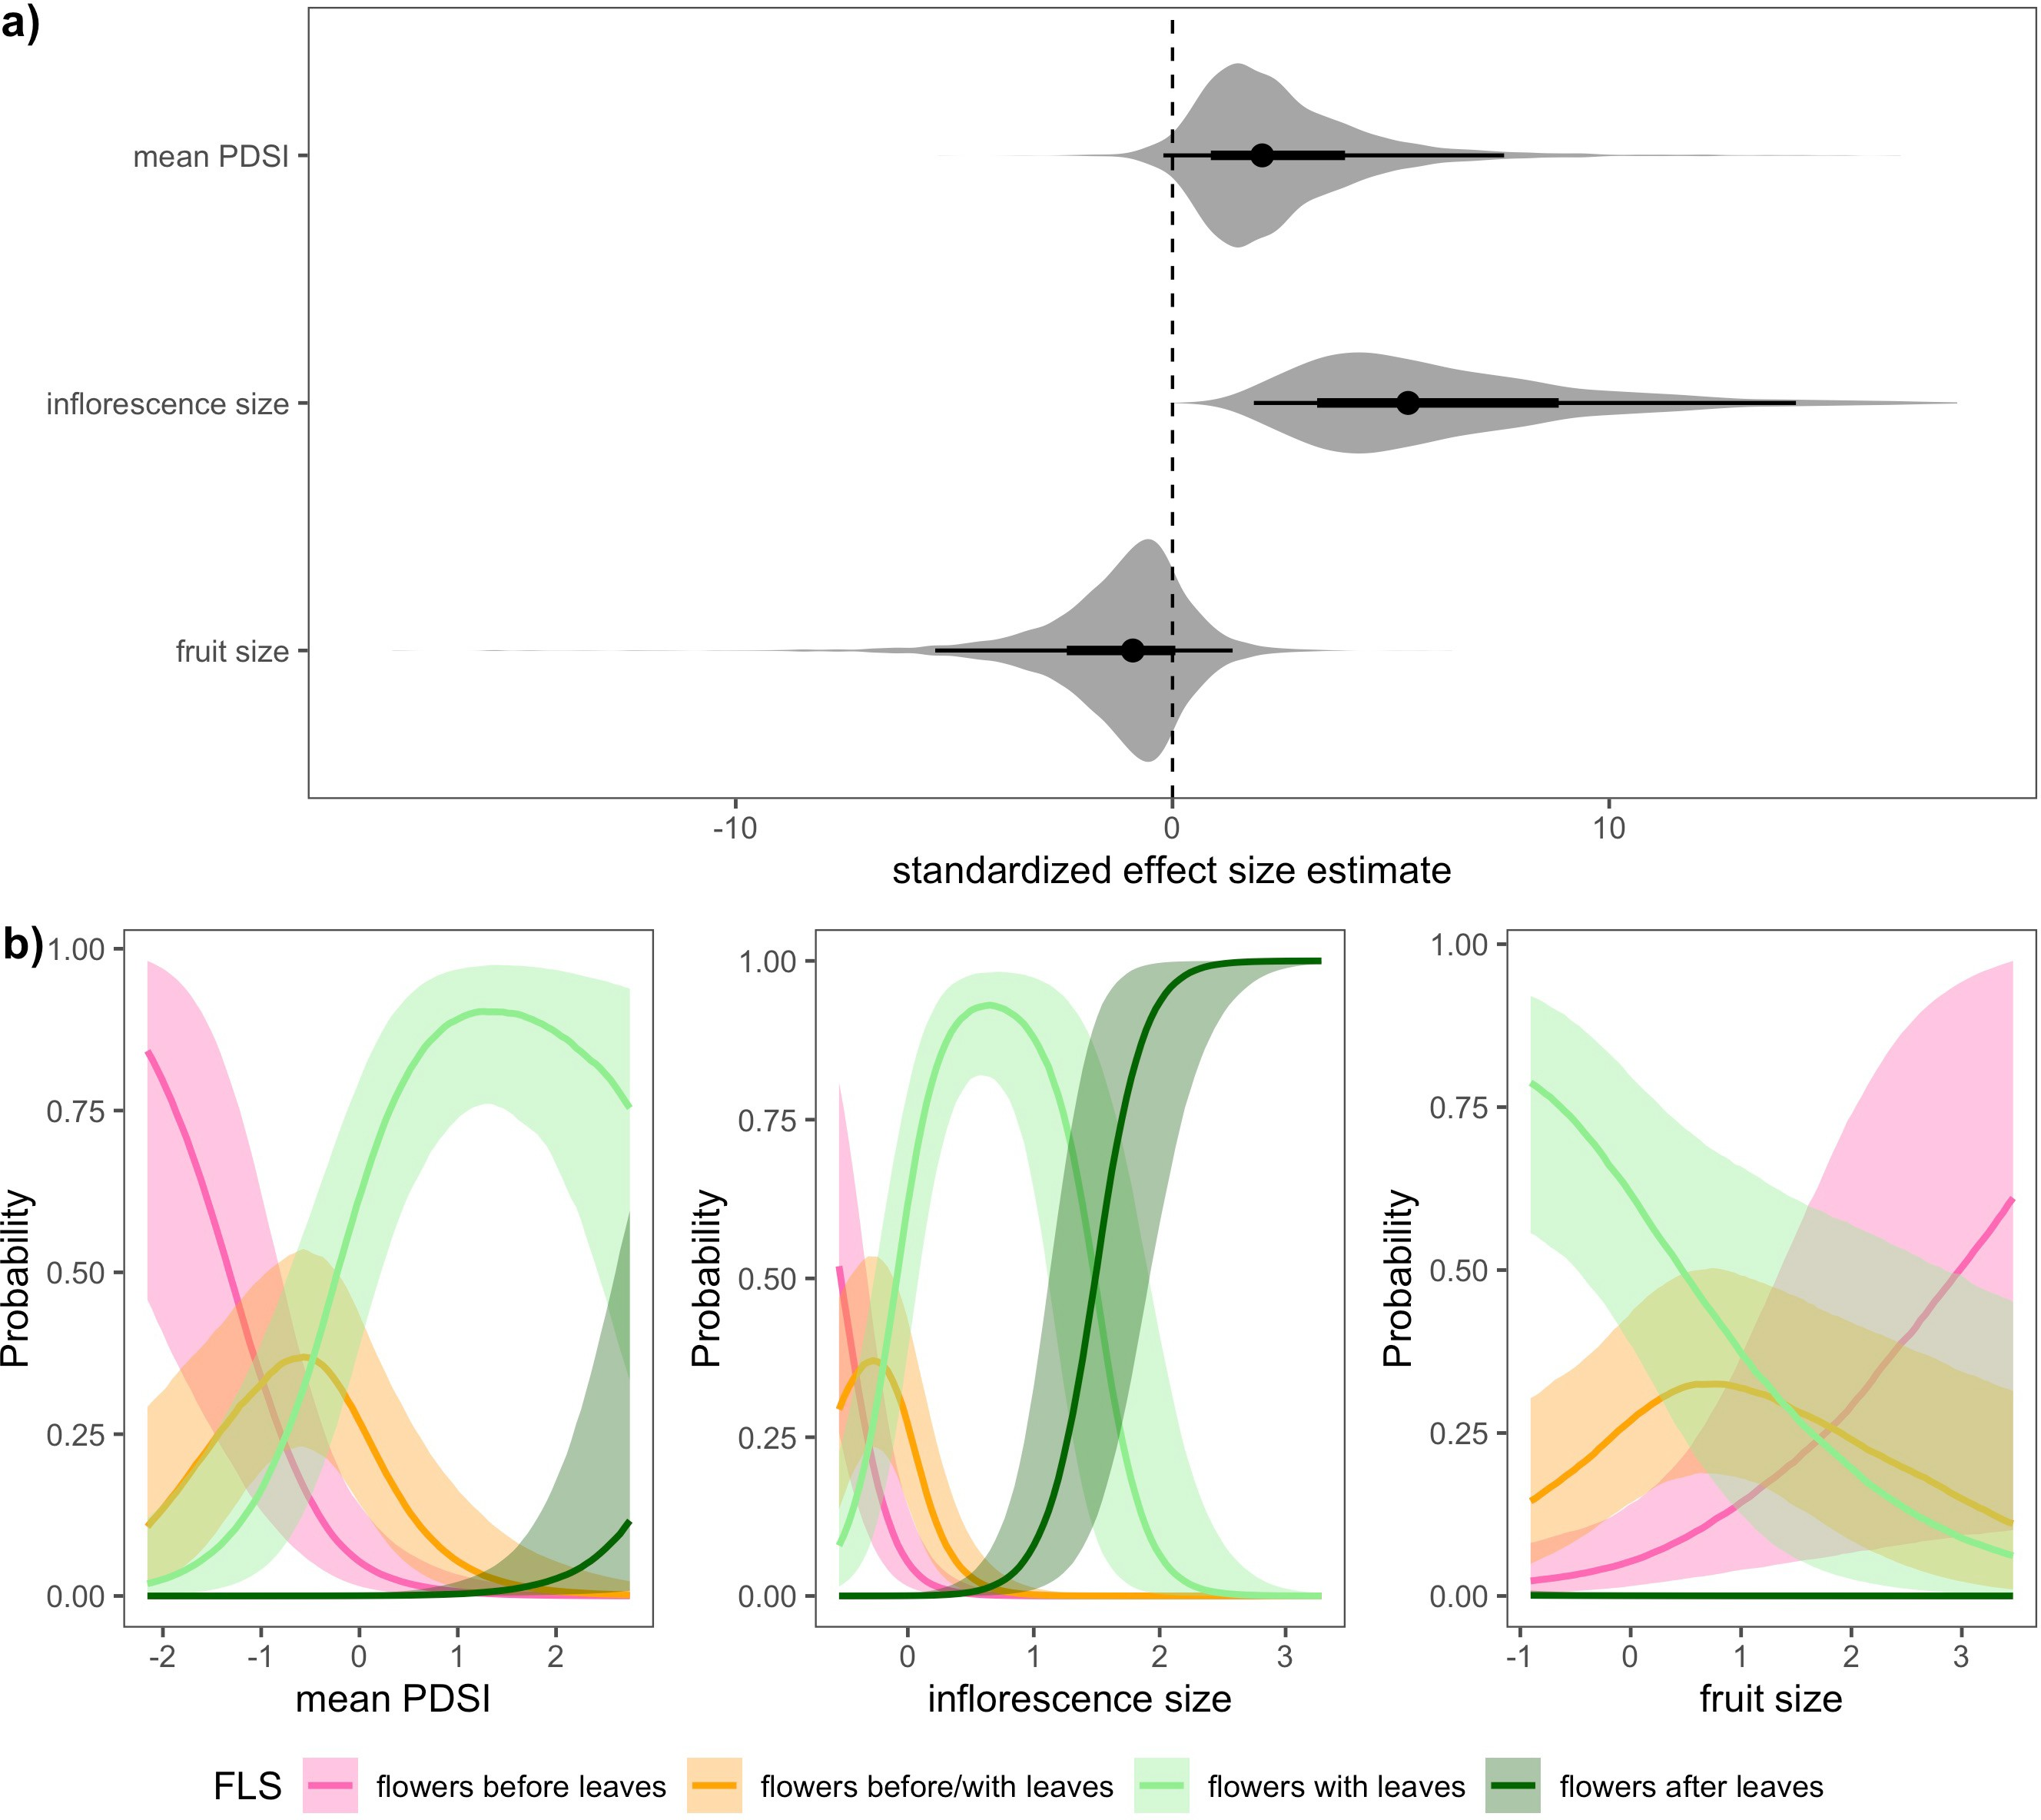 a)
mean PDSI
inflorescence size
fruit size
-10 0 10
standardized effect size estimate
b)
1.00
0.75
0.50
0.25
0.00
Probability
-2 -1 0 1 2
mean PDSI
1.00
0.75
0.50
0.25
0.00
Probability
0 1 2 3
inflorescence size
1.00
0.75
0.50
0.25
0.00
Probability
-1 0 1 2 3
fruit size
FLS flowers before leaves flowers before/with leaves flowers with leaves flowers after leaves